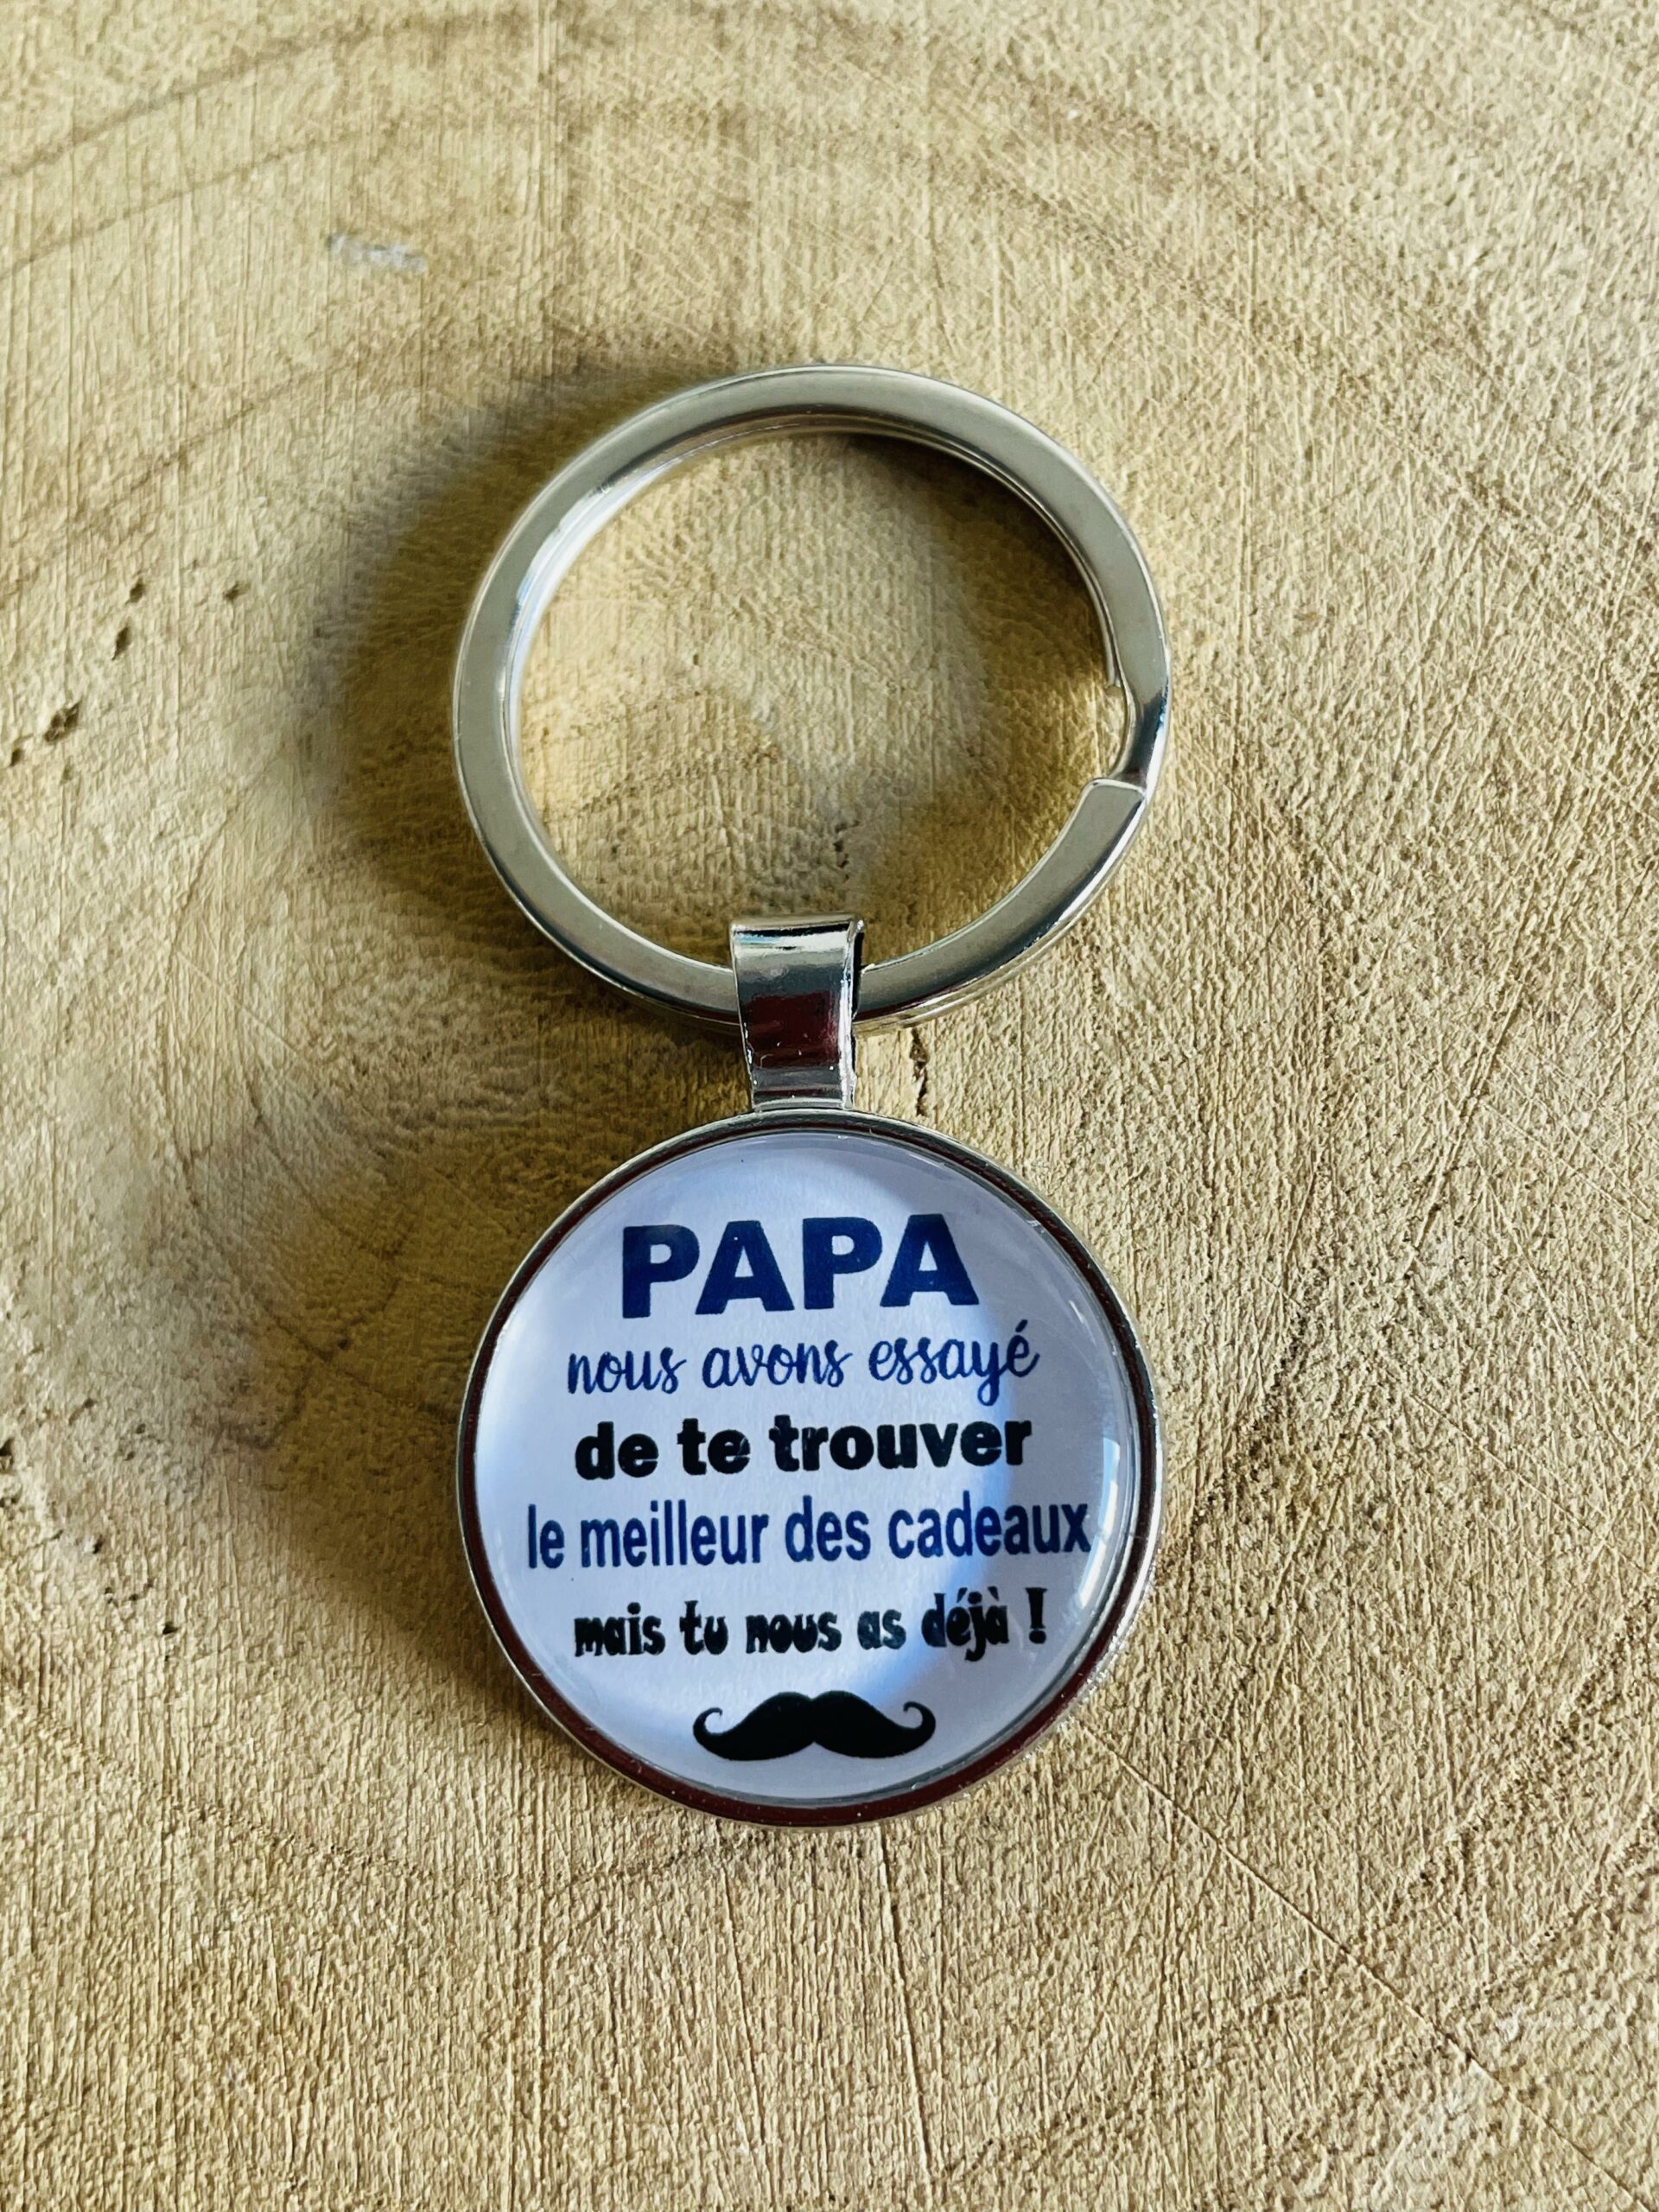 PAPA
nous avons essayé
de te trouver
le meilleur des cadeaux
mais tu nous as déjà !